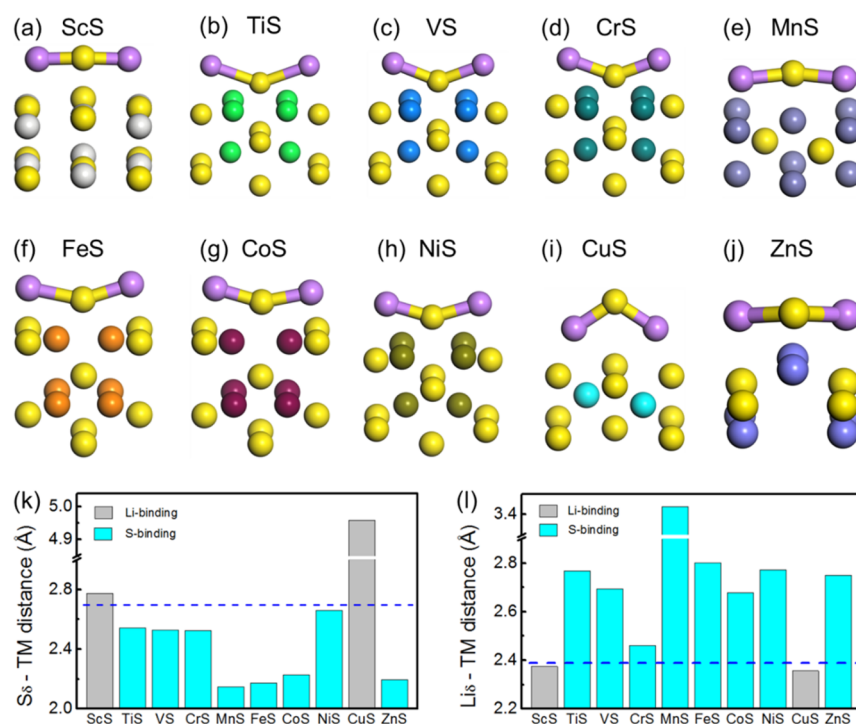 (a) ScS
(b) TiS
(c) VS
(d) CrS
(e) MnS
(f) FeS
(g) CoS
(h) NiS
(i) CuS
(j) ZnS
(k)
Sδ - TM distance (Å)
5.0
4.9
2.8
2.4
2.0
Li-binding
S-binding
ScS TiS VS CrS MnS FeS CoS NiS CuS ZnS
(l)
Liδ - TM distance (Å)
3.4
2.8
2.6
2.4
2.2
Li-binding
S-binding
ScS TiS VS CrS MnS FeS CoS NiS CuS ZnS